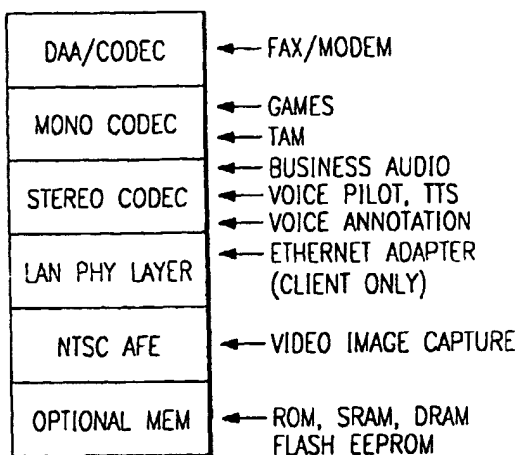 DAA/CODEC
FAX/MODEM
MONO CODEC
GAMES
TAM
STEREO CODEC
BUSINESS AUDIO
VOICE PILOT, TTS
VOICE ANNOTATION
LAN PHY LAYER
ETHERNET ADAPTER
(CLIENT ONLY)
NTSC AFE
VIDEO IMAGE CAPTURE
OPTIONAL MEM
ROM, SRAM, DRAM
FLASH EEPROM